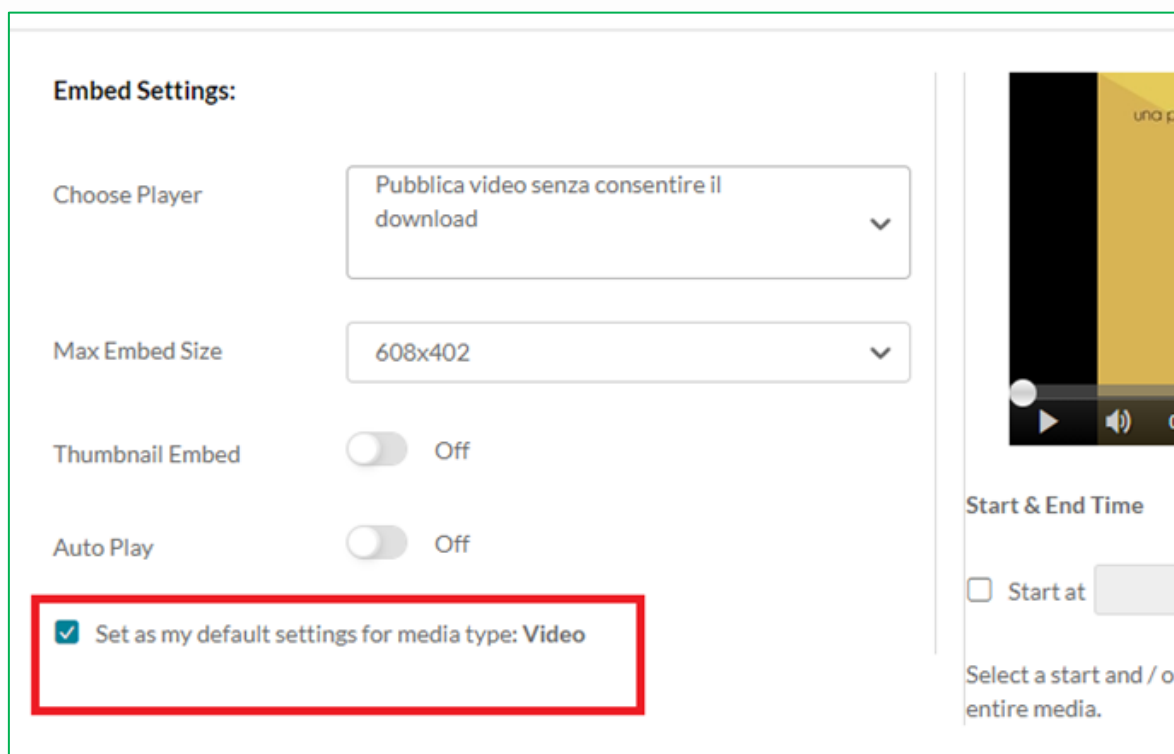 Embed Settings:
Choose Player
Pubblica video senza consentire il
download
Max Embed Size
608x402
Thumbnail Embed
Off
Auto Play
Off
Set as my default settings for media type: Video
una
Start & End Time
Start at
Select a start and /
entire media.